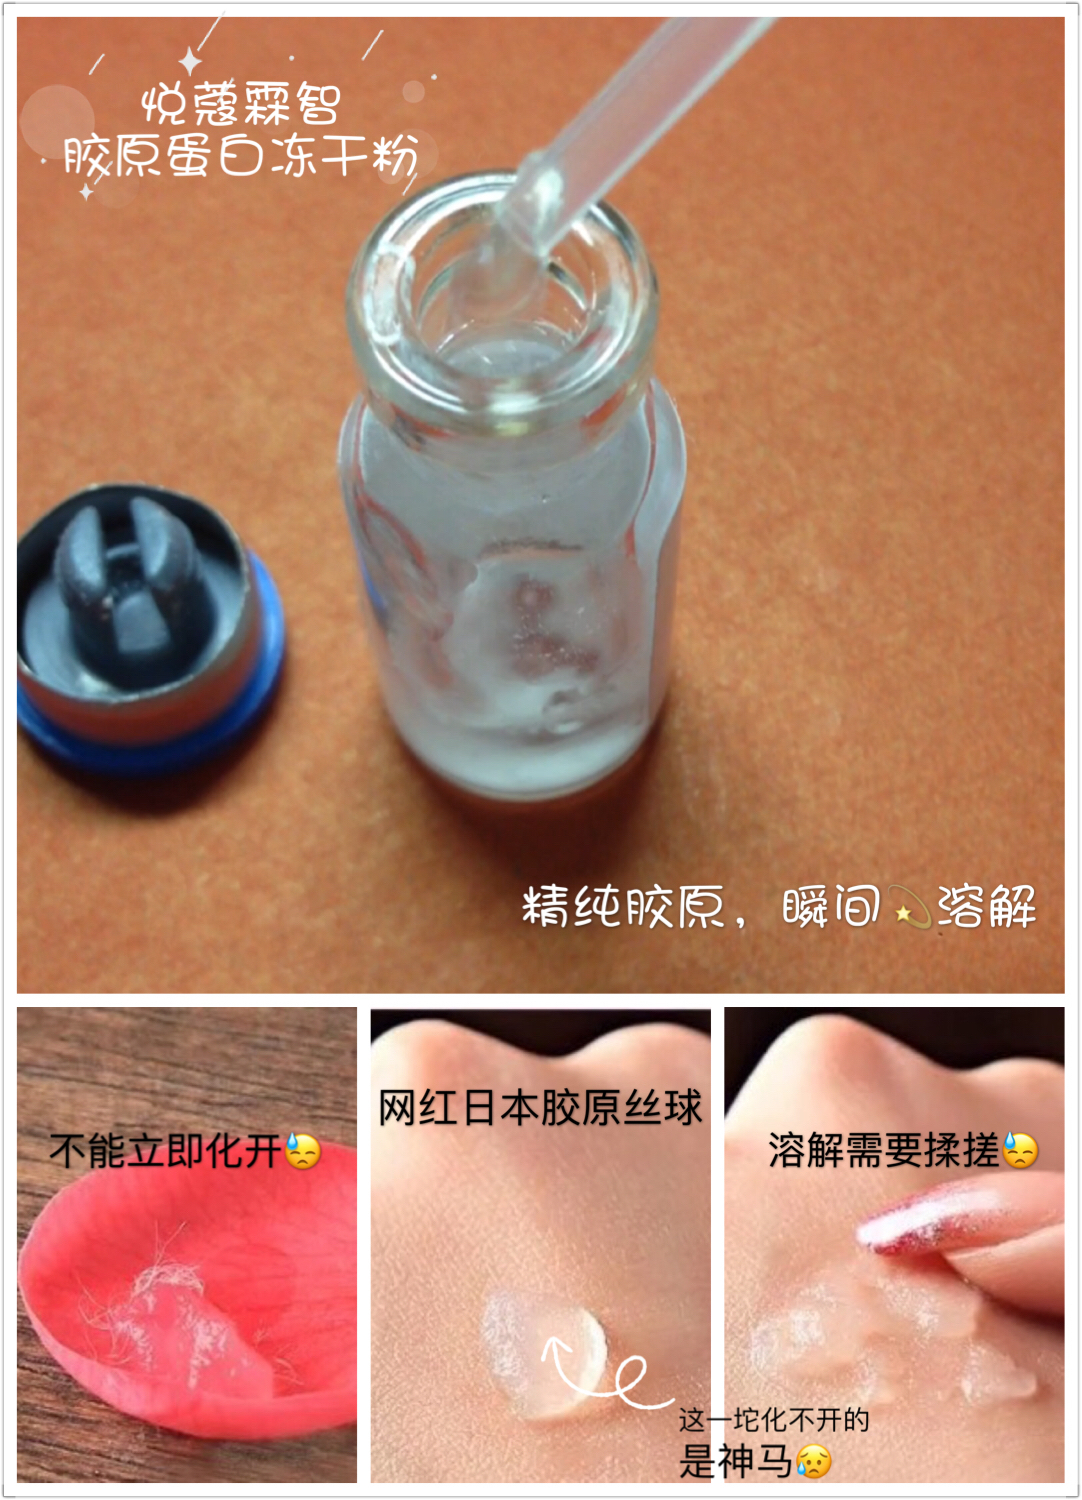 悦蔻霖智
胶原蛋白冻干粉
精纯胶原，瞬间💫溶解
不能立即化开😓
网红日本胶原丝球
溶解需要揉搓😓
这一坨化不开的
是神马😥